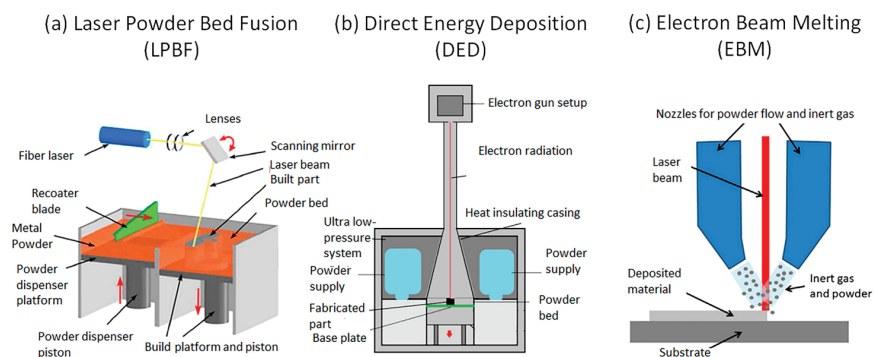 (a) Laser Powder Bed Fusion
(LPBF)
Lenses
Fiber laser
Scanning mirror
Laser beam
Built part
Recoater
blade
Powder bed
Metal
Powder
Powder
dispenser
platform
Powder dispenser
piston
Build platform and piston
(b) Direct Energy Deposition
(DED)
Electron gun setup
Electron radiation
Heat insulating casing
Ultra low-
pressure
system
Powder
supply
Powder
supply
Fabricated
part
Powder
bed
Base plate
(c) Electron Beam Melting
(EBM)
Nozzles for powder flow and inert gas
Laser
beam
Deposited
material
Inert gas
and powder
Substrate